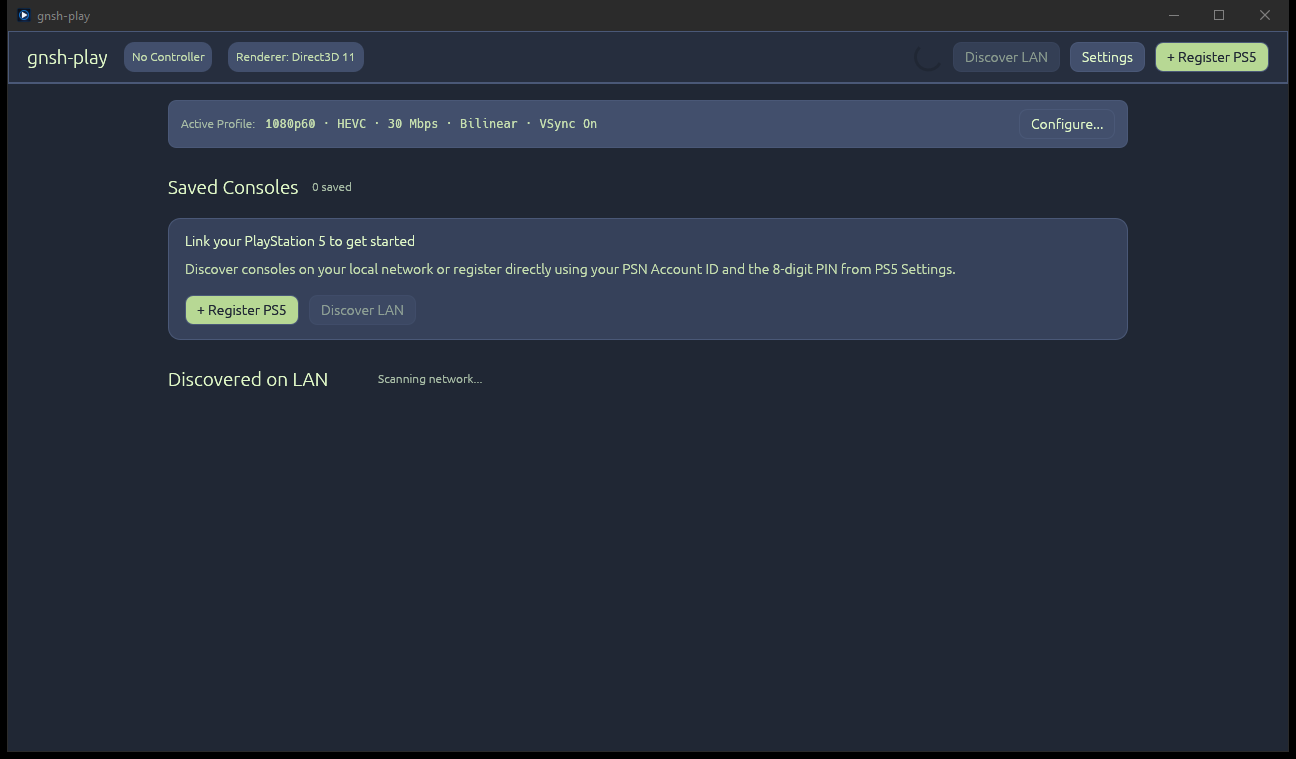 gnsh-play
gnsh-play No Controller Renderer: Direct3D 11 Discover LAN Settings + Register PS5
Active Profile: 1080p60 · HEVC · 30 Mbps · Bilinear · VSync On Configure...
Saved Consoles 0 saved
Link your PlayStation 5 to get started
Discover consoles on your local network or register directly using your PSN Account ID and the 8-digit PIN from PS5 Settings.
+ Register PS5 Discover LAN
Discovered on LAN Scanning network...